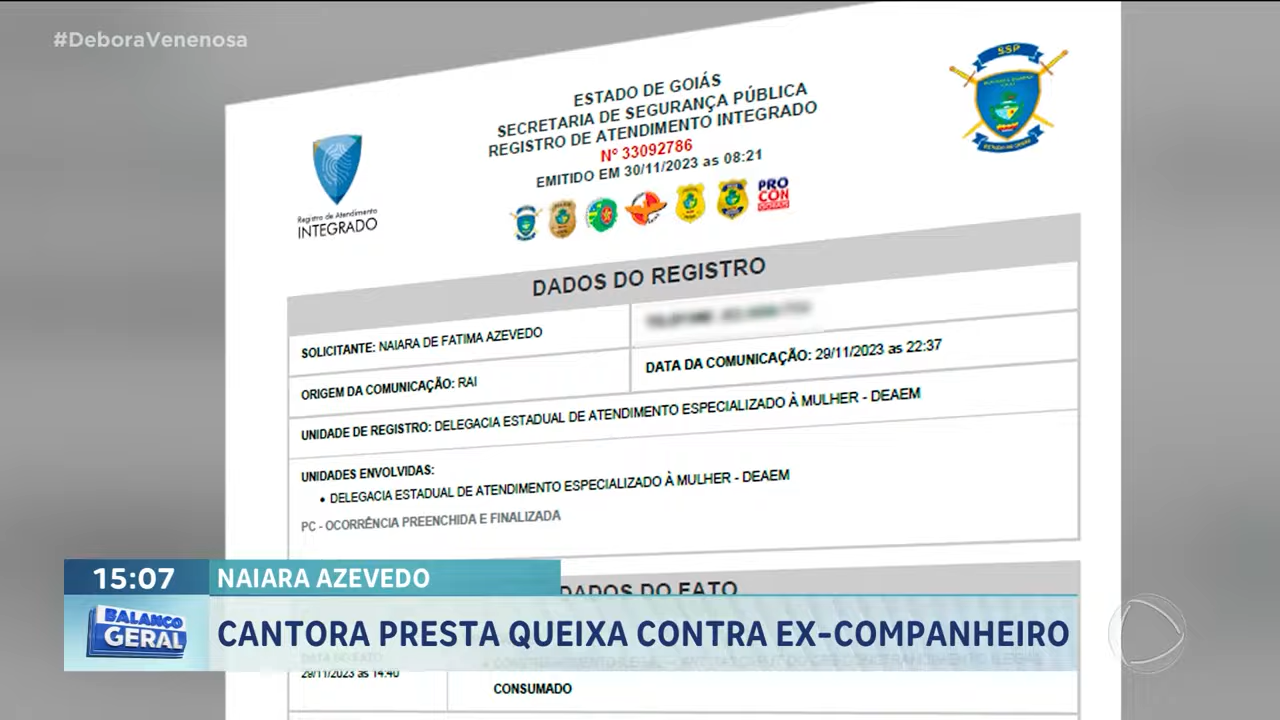 #DeboraVenenosa
ESTADO DE GOIÁS
SECRETARIA DE SEGURANÇA PÚBLICA
REGISTRO DE ATENDIMENTO INTEGRADO
Nº 33092786
EMITIDO EM 30/11/2023 as 08:21
SSP
Registro de Atendimento
INTEGRADO
PRO
CON
GOIÁS
DADOS DO REGISTRO
SOLICITANTE: NAIARA DE FATIMA AZEVEDO
ORIGEM DA COMUNICAÇÃO: RAI
DATA DA COMUNICAÇÃO: 29/11/2023 as 22:37
UNIDADE DE REGISTRO: DELEGACIA ESTADUAL DE ATENDIMENTO ESPECIALIZADO À MULHER - DEAEM
UNIDADES ENVOLVIDAS:
• DELEGACIA ESTADUAL DE ATENDIMENTO ESPECIALIZADO À MULHER - DEAEM
PC - OCORRÊNCIA PREENCHIDA E FINALIZADA
DADOS DO FATO
15:07
NAIARA AZEVEDO
BALANÇO
GERAL
CANTORA PRESTA QUEIXA CONTRA EX-COMPANHEIRO
DATA DO FATO
29/11/2023 as 14:40
CONSUMADO